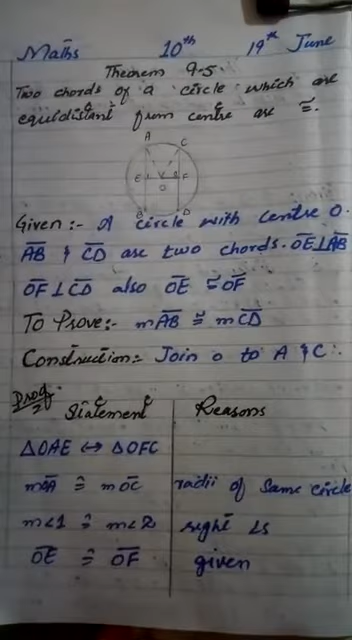 Maths 10th 19th June
Theorem 9.5.
Two chords of a circle which are
equidistant from centre are ≅.
A C
E 1 2 F
O
B D
Given :- A circle with centre O.
AB & CD are two chords. OE⊥AB
OF⊥CD also OE ≅ OF
To Prove:- mAB ≅ mCD
Construction:- Join O to A & C.
Proof:-
Statement Reasons
ΔOAE ↔ ΔOFC
mOA ≅ mOC radii of same circle
m<1 ≅ m<2 right ∠s
OE ≅ OF given